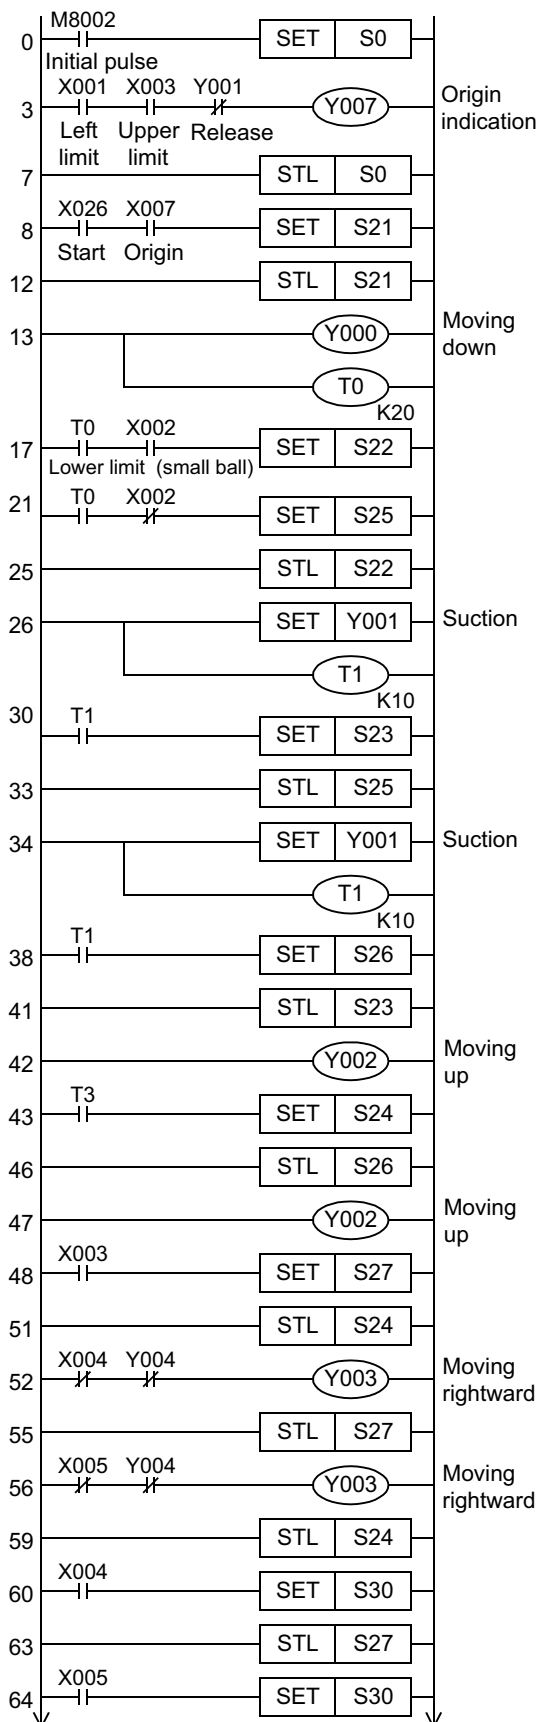 M8002
0 SET S0
Initial pulse
X001 X003 Y001
3 Y007 Origin indication
Left limit Upper limit Release
7 STL S0
X026 X007
8 SET S21
Start Origin
12 STL S21
13 Y000 Moving down
T0
K20
T0 X002
17 SET S22
Lower limit (small ball)
T0 X002
21 SET S25
25 STL S22
26 SET Y001 Suction
T1
K10
T1
30 SET S23
33 STL S25
34 SET Y001 Suction
T1
K10
T1
38 SET S26
41 STL S23
42 Y002 Moving up
T3
43 SET S24
46 STL S26
47 Y002 Moving up
X003
48 SET S27
51 STL S24
X004 Y004
52 Y003 Moving rightward
55 STL S27
X005 Y004
56 Y003 Moving rightward
59 STL S24
X004
60 SET S30
63 STL S27
X005
64 SET S30